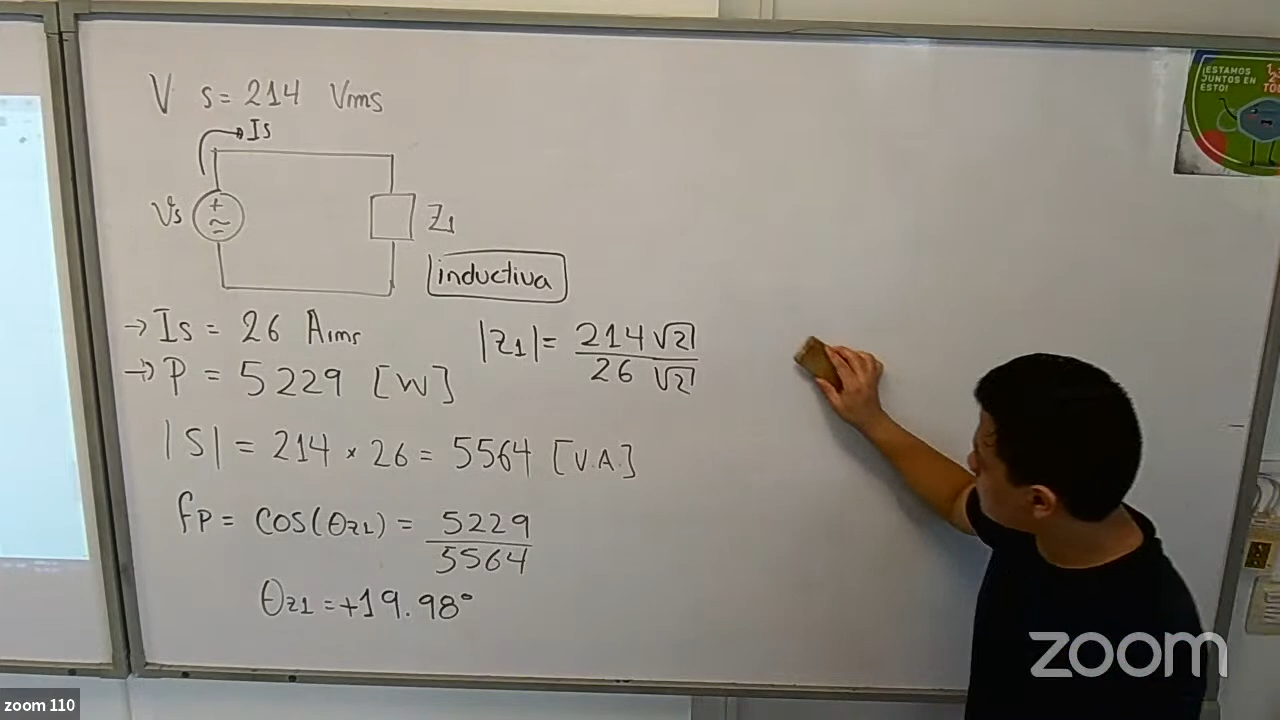 V s = 214 Vrms
→ Is
Vs
+
~
-
Z1
inductiva
→ Is = 26 Arms
→ P = 5229 [W]
|z1| = 214 √2 / 26 √2
|S| = 214 × 26 = 5564 [V.A.]
fp = cos(θz1) = 5229 / 5564
θz1 = +19.98°
¡ESTAMOS
JUNTOS EN
ESTO!
zoom
zoom 110